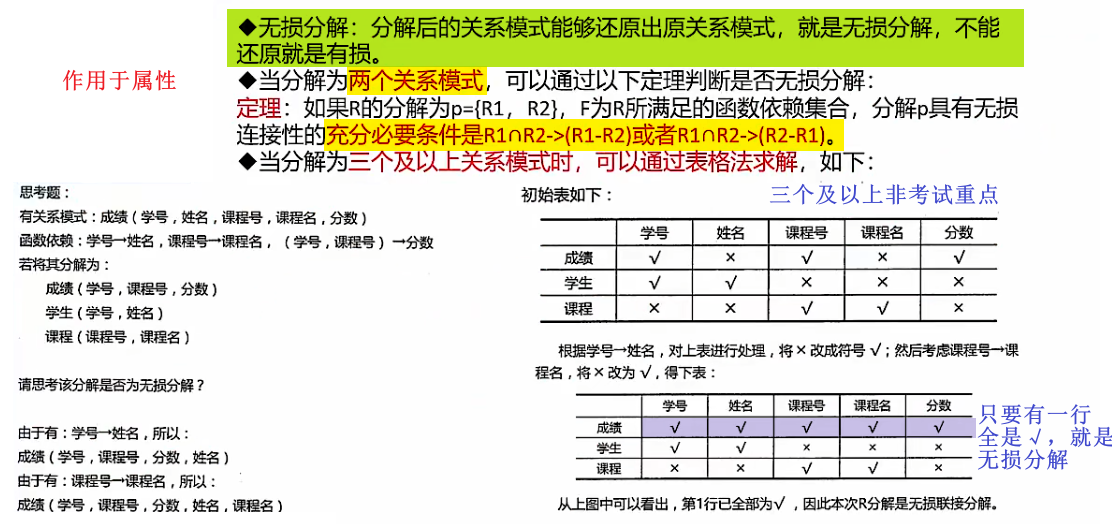 ◆无损分解：分解后的关系模式能够还原出原关系模式，就是无损分解，不能
还原就是有损。
作用于属性
◆当分解为两个关系模式，可以通过以下定理判断是否无损分解：
定理：如果R的分解为p={R1，R2}，F为R所满足的函数依赖集合，分解p具有无损
连接性的充分必要条件是R1∩R2->(R1-R2)或者R1∩R2->(R2-R1)。
◆当分解为三个及以上关系模式时，可以通过表格法求解，如下：
思考题：
有关系模式：成绩（学号，姓名，课程号，课程名，分数）
函数依赖：学号→姓名，课程号→课程名，（学号，课程号）→分数
若将其分解为：
成绩（学号，课程号，分数）
学生（学号，姓名）
课程（课程号，课程名）
请思考该分解是否为无损分解？
由于有：学号→姓名，所以：
成绩（学号，课程号，分数，姓名）
由于有：课程号→课程名，所以：
成绩（学号，课程号，分数，姓名，课程名）
初始表如下：
三个及以上非考试重点
学号 姓名 课程号 课程名 分数
成绩 √ × √ × √
学生 √ √ × × ×
课程 × × √ √ ×
根据学号→姓名，对上表进行处理，将×改成符号√；然后考虑课程号→课
程名，将×改为√，得下表：
学号 姓名 课程号 课程名 分数
成绩 √ √ √ √ √
学生 √ √ × × ×
课程 × × √ √ ×
只要有一行
全是√，就是
无损分解
从上图中可以看出，第1行已全部为√，因此本次R分解是无损联接分解。